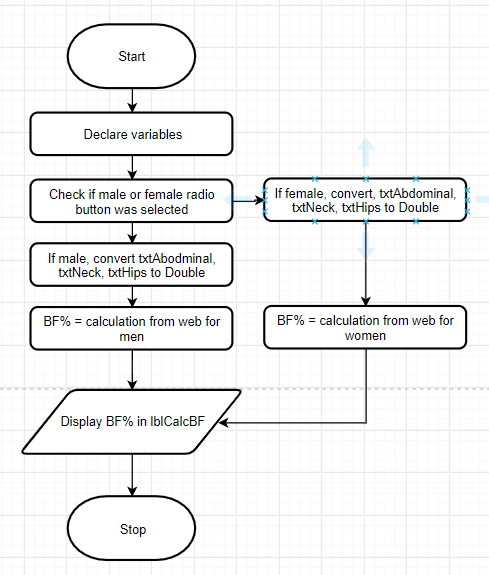 Start
Declare variables
Check if male or female radio
button was selected
If female, convert, txtAbdominal,
txtNeck, txtHips to Double
If male, convert txtAbodminal,
txtNeck, txtHips to Double
BF% = calculation from web for
men
BF% = calculation from web for
women
Display BF% in lblCalcBF
Stop